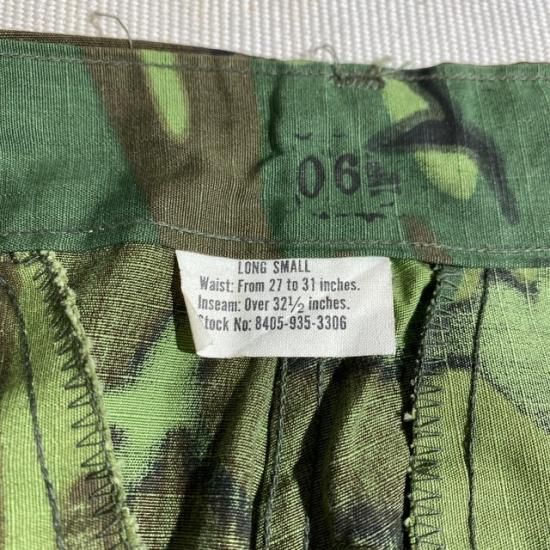 06
LONG SMALL
Waist: From 27 to 31 inches.
Inseam: Over 32½ inches.
Stock No: 8405-935-3306